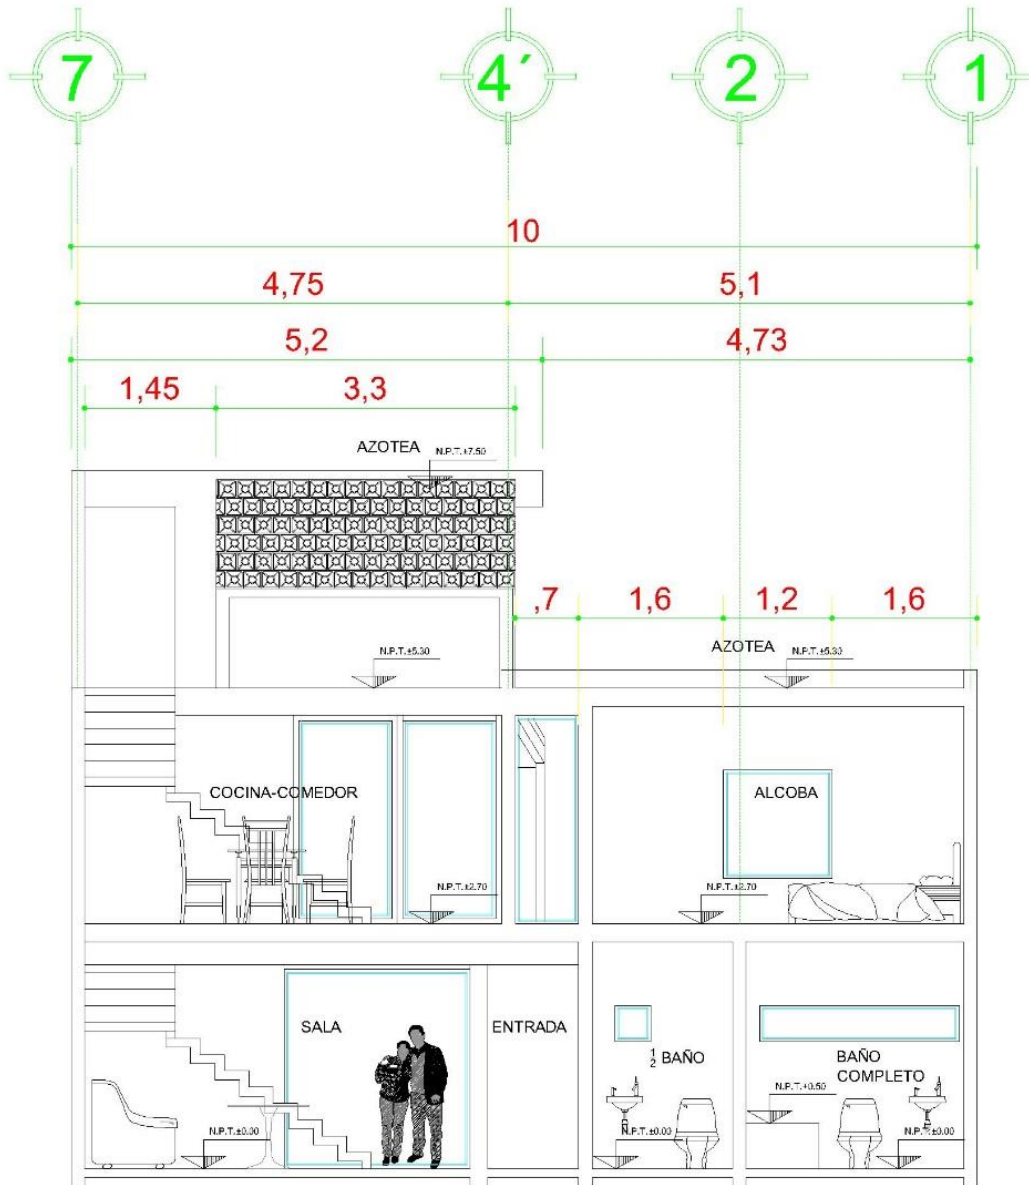 7 4´ 2 1
10
4,75 5,1
5,2 4,73
1,45 3,3
AZOTEA N.P.T.±7.50
,7 1,6 1,2 1,6
AZOTEA N.P.T.±5.30
N.P.T.±5.30
COCINA-COMEDOR ALCOBA
N.P.T.±2.70 N.P.T.±2.70
SALA ENTRADA
½ BAÑO BAÑO
COMPLETO
N.P.T.±0.50
N.P.T.±0.00 N.P.T.±0.00 N.P.T.±0.00